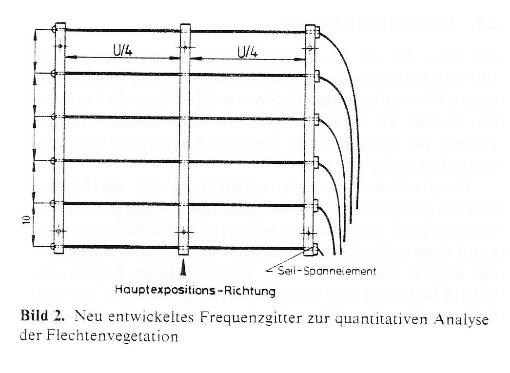 U/4 U/4
10
Seil-Spannelement
Hauptexpositions-Richtung
Bild 2. Neu entwickeltes Frequenzgitter zur quantitativen Analyse
der Flechtenvegetation